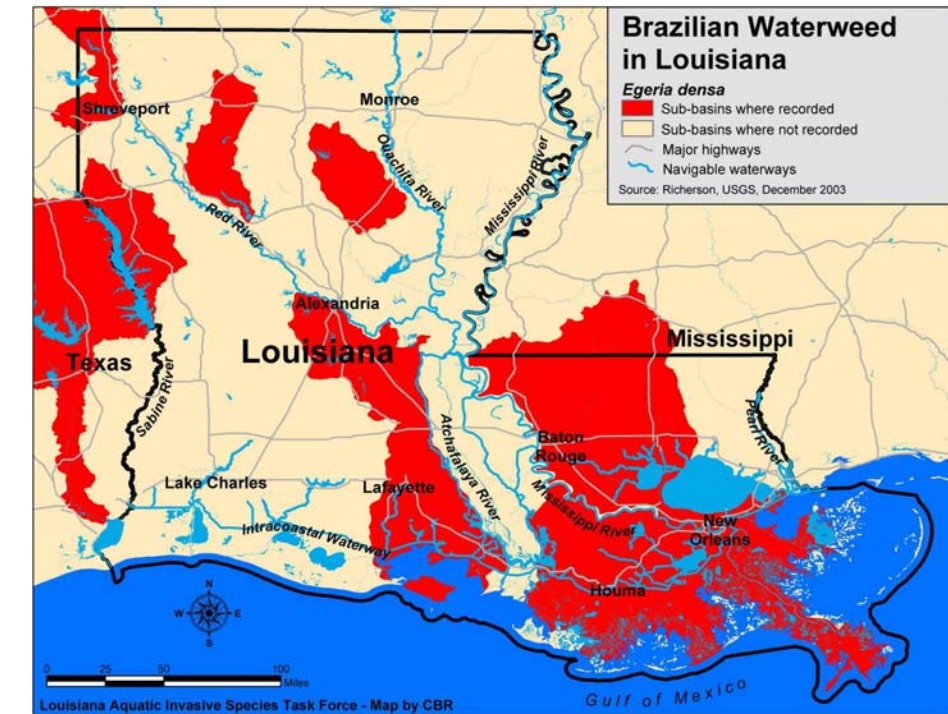 Brazilian Waterweed
in Louisiana
Egeria densa
Sub-basins where recorded
Sub-basins where not recorded
Major highways
Navigable waterways
Source: Richerson, USGS, December 2003
Shreveport
Monroe
Ouachita River
Mississippi River
Red River
Alexandria
Mississippi
Louisiana
Texas
Sabine River
Pearl River
Atchafalaya River
Baton
Rouge
Lake Charles
Lafayette
Mississippi River
New
Orleans
Intracoastal Waterway
Houma
N
W E
S
0 25 50 100
Miles
Gulf of Mexico
Louisiana Aquatic Invasive Species Task Force - Map by CBR